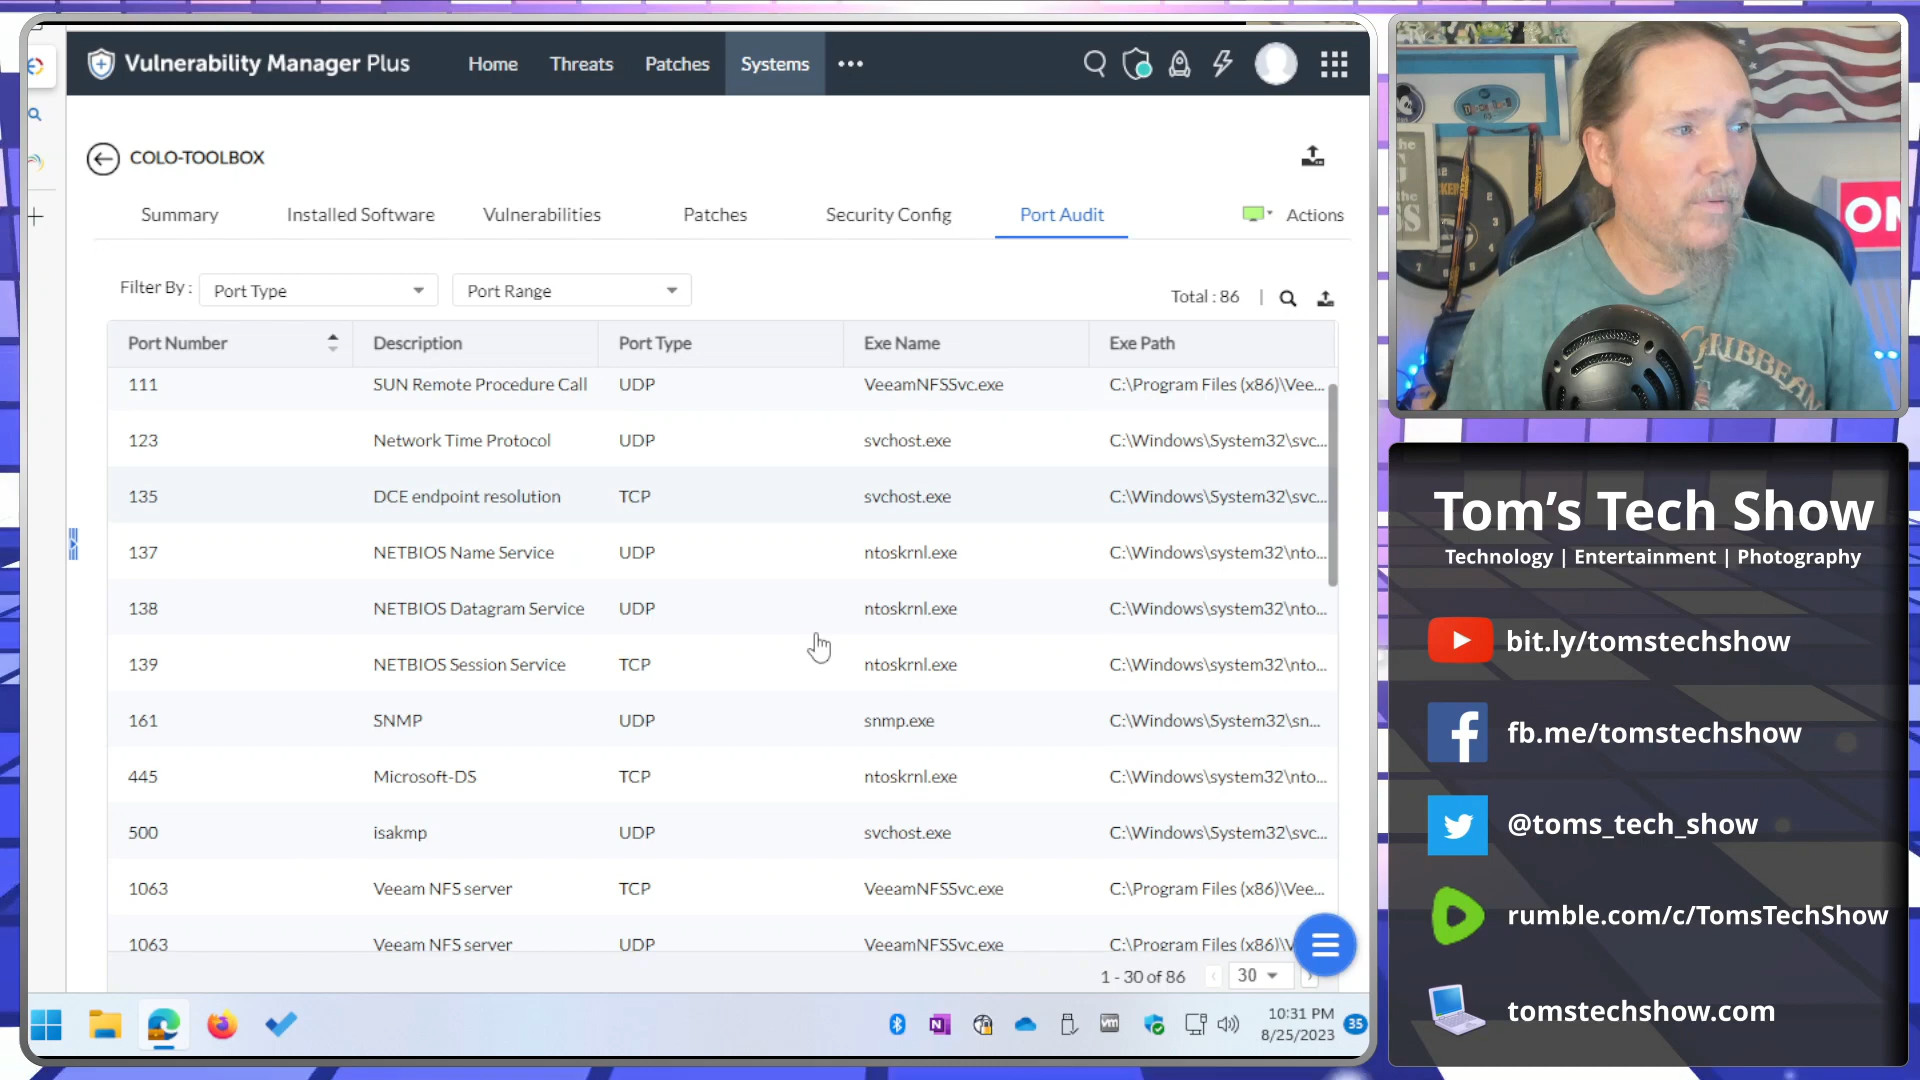 Vulnerability Manager Plus
Home Threats Patches Systems •••
COLO-TOOLBOX
Summary Installed Software Vulnerabilities Patches Security Config Port Audit Actions
Filter By : Port Type Port Range Total : 86
Port Number Description Port Type Exe Name Exe Path
111 SUN Remote Procedure Call UDP VeeamNFSSvc.exe C:\Program Files (x86)\Vee...
123 Network Time Protocol UDP svchost.exe C:\Windows\System32\svc...
135 DCE endpoint resolution TCP svchost.exe C:\Windows\System32\svc...
137 NETBIOS Name Service UDP ntoskrnl.exe C:\Windows\system32\nto...
138 NETBIOS Datagram Service UDP ntoskrnl.exe C:\Windows\system32\nto...
139 NETBIOS Session Service TCP ntoskrnl.exe C:\Windows\system32\nto...
161 SNMP UDP snmp.exe C:\Windows\System32\sn...
445 Microsoft-DS TCP ntoskrnl.exe C:\Windows\system32\nto...
500 isakmp UDP svchost.exe C:\Windows\System32\svc...
1063 Veeam NFS server TCP VeeamNFSSvc.exe C:\Program Files (x86)\Vee...
1063 Veeam NFS server UDP VeeamNFSSvc.exe C:\Program Files (x86)\V
1 - 30 of 86 30
10:31 PM
8/25/2023
35
Tom's Tech Show
Technology | Entertainment | Photography
bit.ly/tomstechshow
fb.me/tomstechshow
@toms_tech_show
rumble.com/c/TomsTechShow
tomstechshow.com